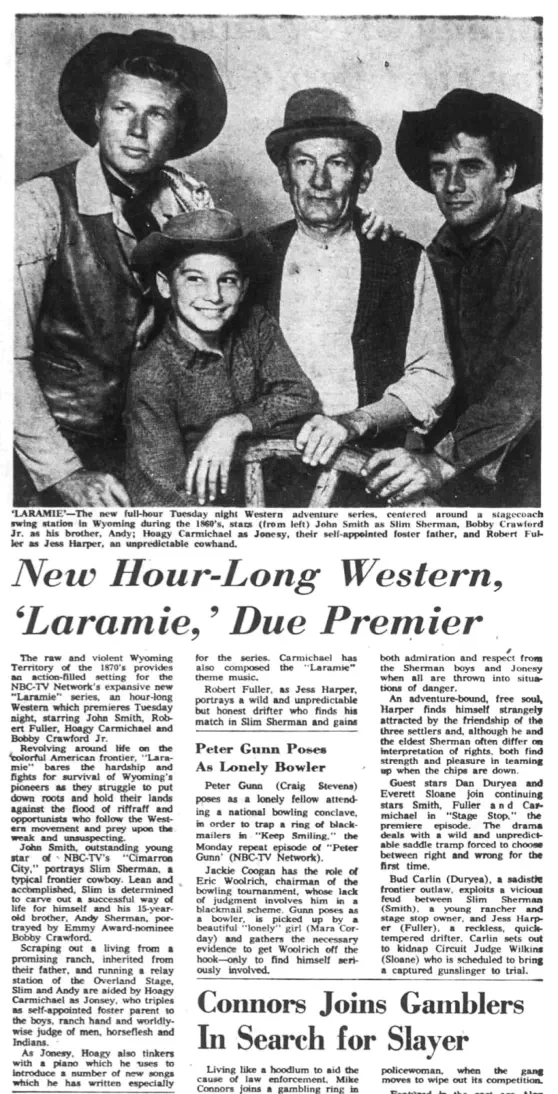 'LARAMIE'—The new full-hour Tuesday night Western adventure series, centered around a stagecoach
swing station in Wyoming during the 1860's, stars (from left) John Smith as Slim Sherman, Bobby Crawford
Jr. as his brother, Andy; Hoagy Carmichael as Jonesy, their self-appointed foster father, and Robert Ful-
ler as Jess Harper, an unpredictable cowhand.
New Hour-Long Western,
'Laramie,' Due Premier
The raw and violent Wyoming
Territory of the 1870's provides
an action-filled setting for the
NBC-TV Network's expansive new
"Laramie" series, an hour-long
Western which premieres Tuesday
night, starring John Smith, Rob-
ert Fuller, Hoagy Carmichael and
Bobby Crawford Jr.
Revolving around life on the
colorful American frontier, "Lara-
mie" bares the hardship and
fights for survival of Wyoming's
pioneers as they struggle to put
down roots and hold their lands
against the flood of riffraff and
opportunists who follow the West-
ern movement and prey upon the
weak and unsuspecting.
John Smith, outstanding young
star of NBC-TV's "Cimarron
City," portrays Slim Sherman, a
typical frontier cowboy. Lean and
accomplished, Slim is determined
to carve out a successful way of
life for himself and his 15-year-
old brother, Andy Sherman, por-
trayed by Emmy Award-nominee
Bobby Crawford.
Scraping out a living from a
promising ranch, inherited from
their father, and running a relay
station of the Overland Stage,
Slim and Andy are aided by Hoagy
Carmichael as Jonsey, who triples
as self-appointed foster parent to
the boys, ranch hand and worldly-
wise judge of men, horseflesh and
Indians.
As Jonesy, Hoagy also tinkers
with a piano which he uses to
introduce a number of new songs
which he has written especially
for the series. Carmichael has
also composed the "Laramie"
theme music.
Robert Fuller, as Jess Harper,
portrays a wild and unpredictable
but honest drifter who finds his
match in Slim Sherman and gains
both admiration and respect from
the Sherman boys and Jonesy
when all are thrown into situa-
tions of danger.
An adventure-bound, free soul,
Harper finds himself strangely
attracted by the friendship of the
three settlers and, although he and
the eldest Sherman often differ on
interpretation of rights, both find
strength and pleasure in teaming
up when the chips are down.
Guest stars Dan Duryea and
Everett Sloane join continuing
stars Smith, Fuller and Car-
michael in "Stage Stop," the
premiere episode. The drama
deals with a wild and unpredict-
able saddle tramp forced to choose
between right and wrong for the
first time.
Bud Carlin (Duryea), a sadistic
frontier outlaw, exploits a vicious
feud between Slim Sherman
(Smith), a young rancher and
stage stop owner, and Jess Harp-
er (Fuller), a reckless, quick-
tempered drifter. Carlin sets out
to kidnap Circuit Judge Wilkins
(Sloane) who is scheduled to bring
a captured gunslinger to trial.
Peter Gunn Poses
As Lonely Bowler
Peter Gunn (Craig Stevens)
poses as a lonely fellow attend-
ing a national bowling conclave,
in order to trap a ring of black-
mailers in "Keep Smiling," the
Monday repeat episode of "Peter
Gunn' (NBC-TV Network).
Jackie Coogan has the role of
Eric Woolrich, chairman of the
bowling tournanment, whose lack
of judgment involves him in a
blackmail scheme. Gunn poses as
a bowler, is picked up by a
beautiful "lonely" girl (Mara Cor-
day) and gathers the necessary
evidence to get Woolrich off the
hook—only to find himself seri-
ously involved.
Connors Joins Gamblers
In Search for Slayer
Living like a hoodlum to aid the
cause of law enforcement, Mike
Connors joins a gambling ring in
policewoman, when the gang
moves to wipe out its competition.